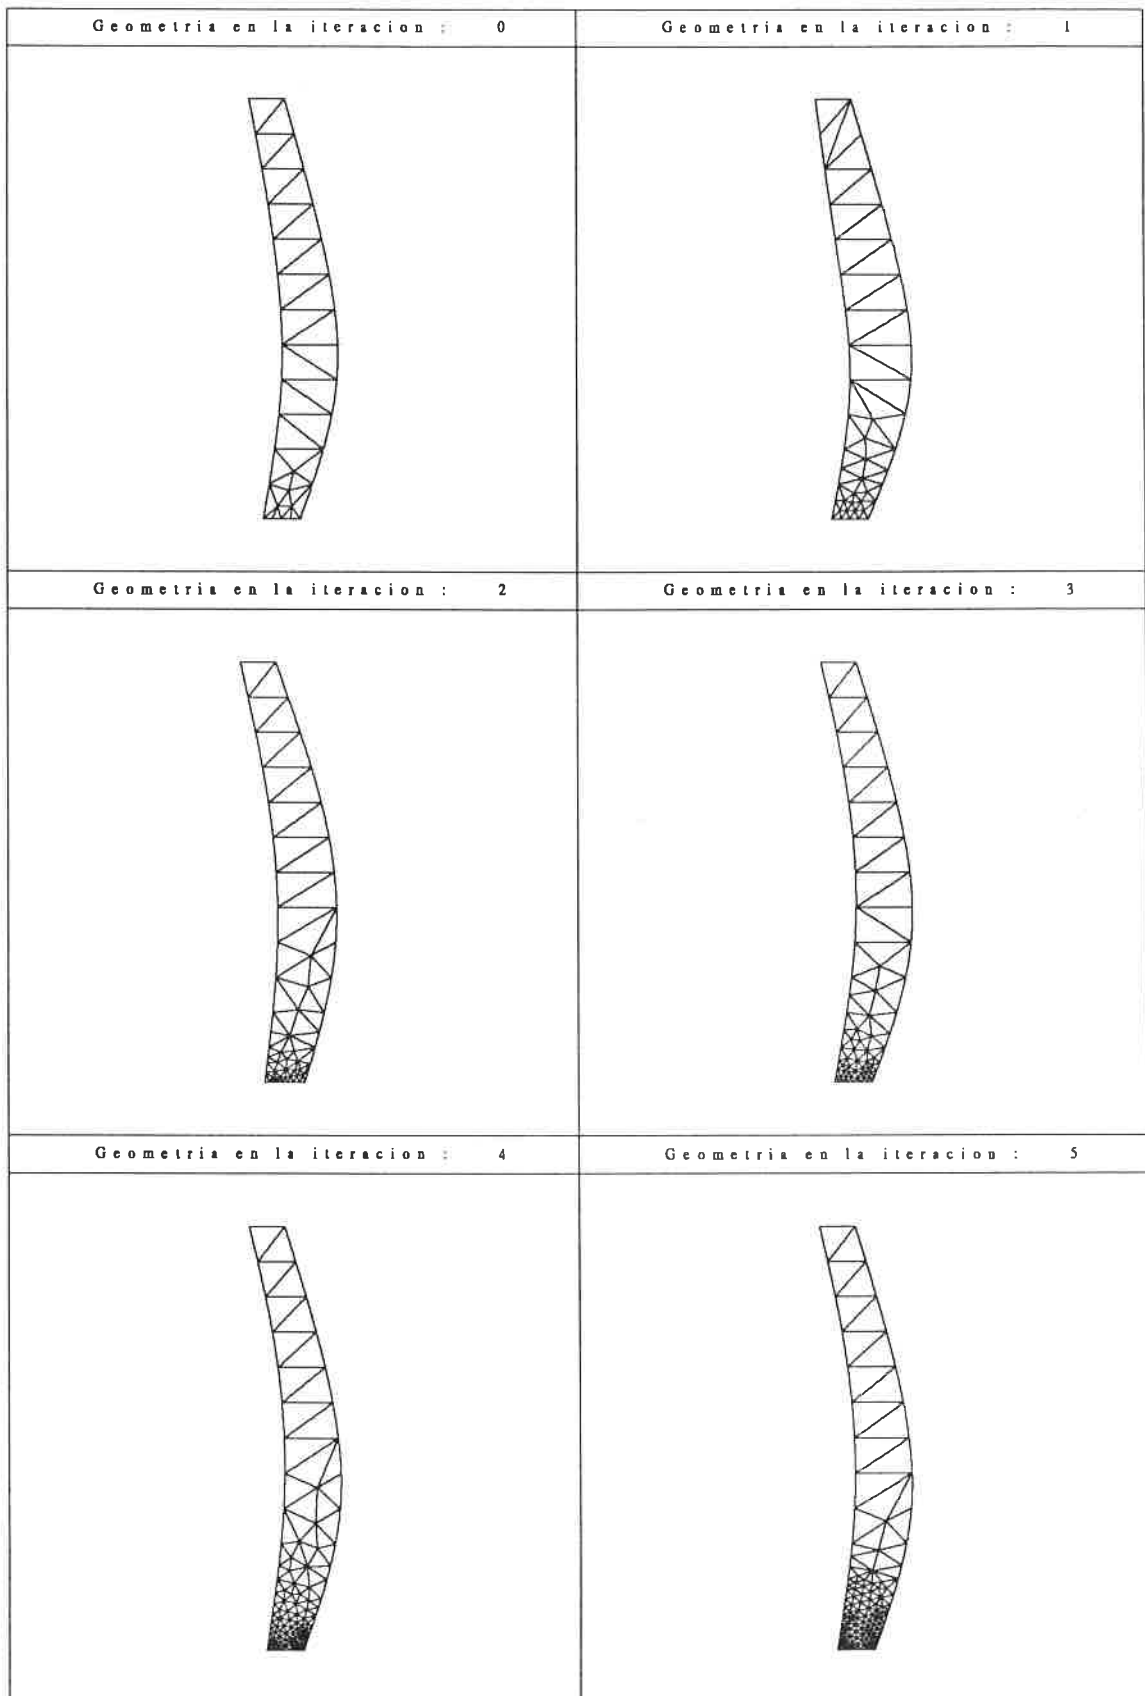 Geometria en la iteracion : 0
Geometria en la iteracion : 1
Geometria en la iteracion : 2
Geometria en la iteracion : 3
Geometria en la iteracion : 4
Geometria en la iteracion : 5